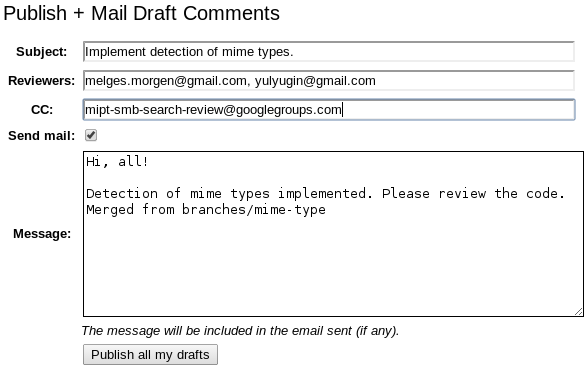 Publish + Mail Draft Comments
Subject: Implement detection of mime types.
Reviewers: melges.morgen@gmail.com, yulyugin@gmail.com
CC: mipt-smb-search-review@googlegroups.com
Send mail:
Message: Hi, all!
Detection of mime types implemented. Please review the code.
Merged from branches/mime-type
The message will be included in the email sent (if any).
Publish all my drafts